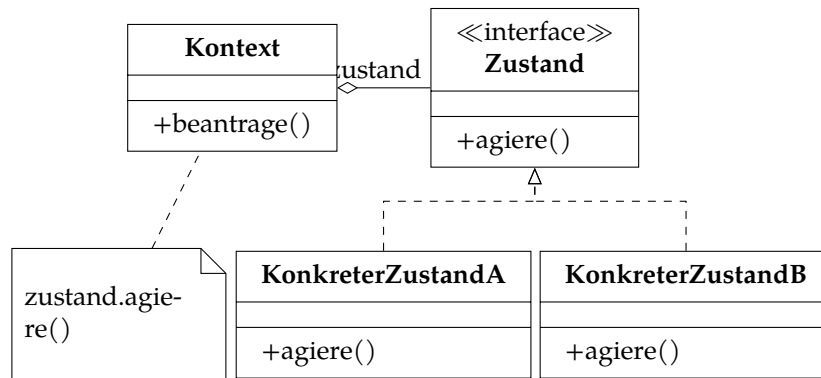 Kontext
+beantrage()
zustand
≪interface≫
Zustand
+agiere()
zustand.agie-
re()
KonkreterZustandA
+agiere()
KonkreterZustandB
+agiere()